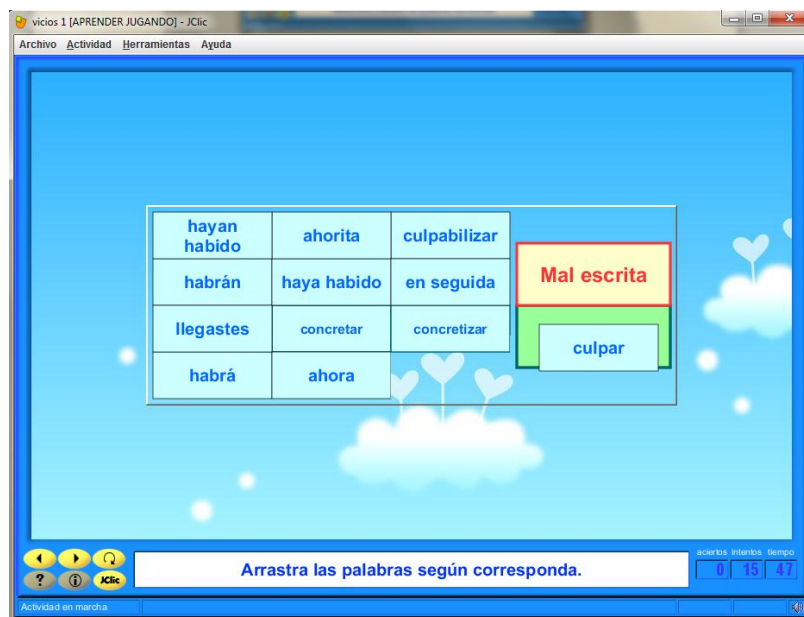 vicios 1 [APRENDER JUGANDO] - JClic
Archivo Actividad Herramientas Ayuda
hayan
habido
ahorita
culpabilizar
habrán
haya habido
en seguida
Mal escrita
llegastes
concretar
concretizar
culpar
habrá
ahora
Arrastra las palabras según corresponda.
aciertos intentos tiempo
0 15 47
? i JClic
Actividad en marcha